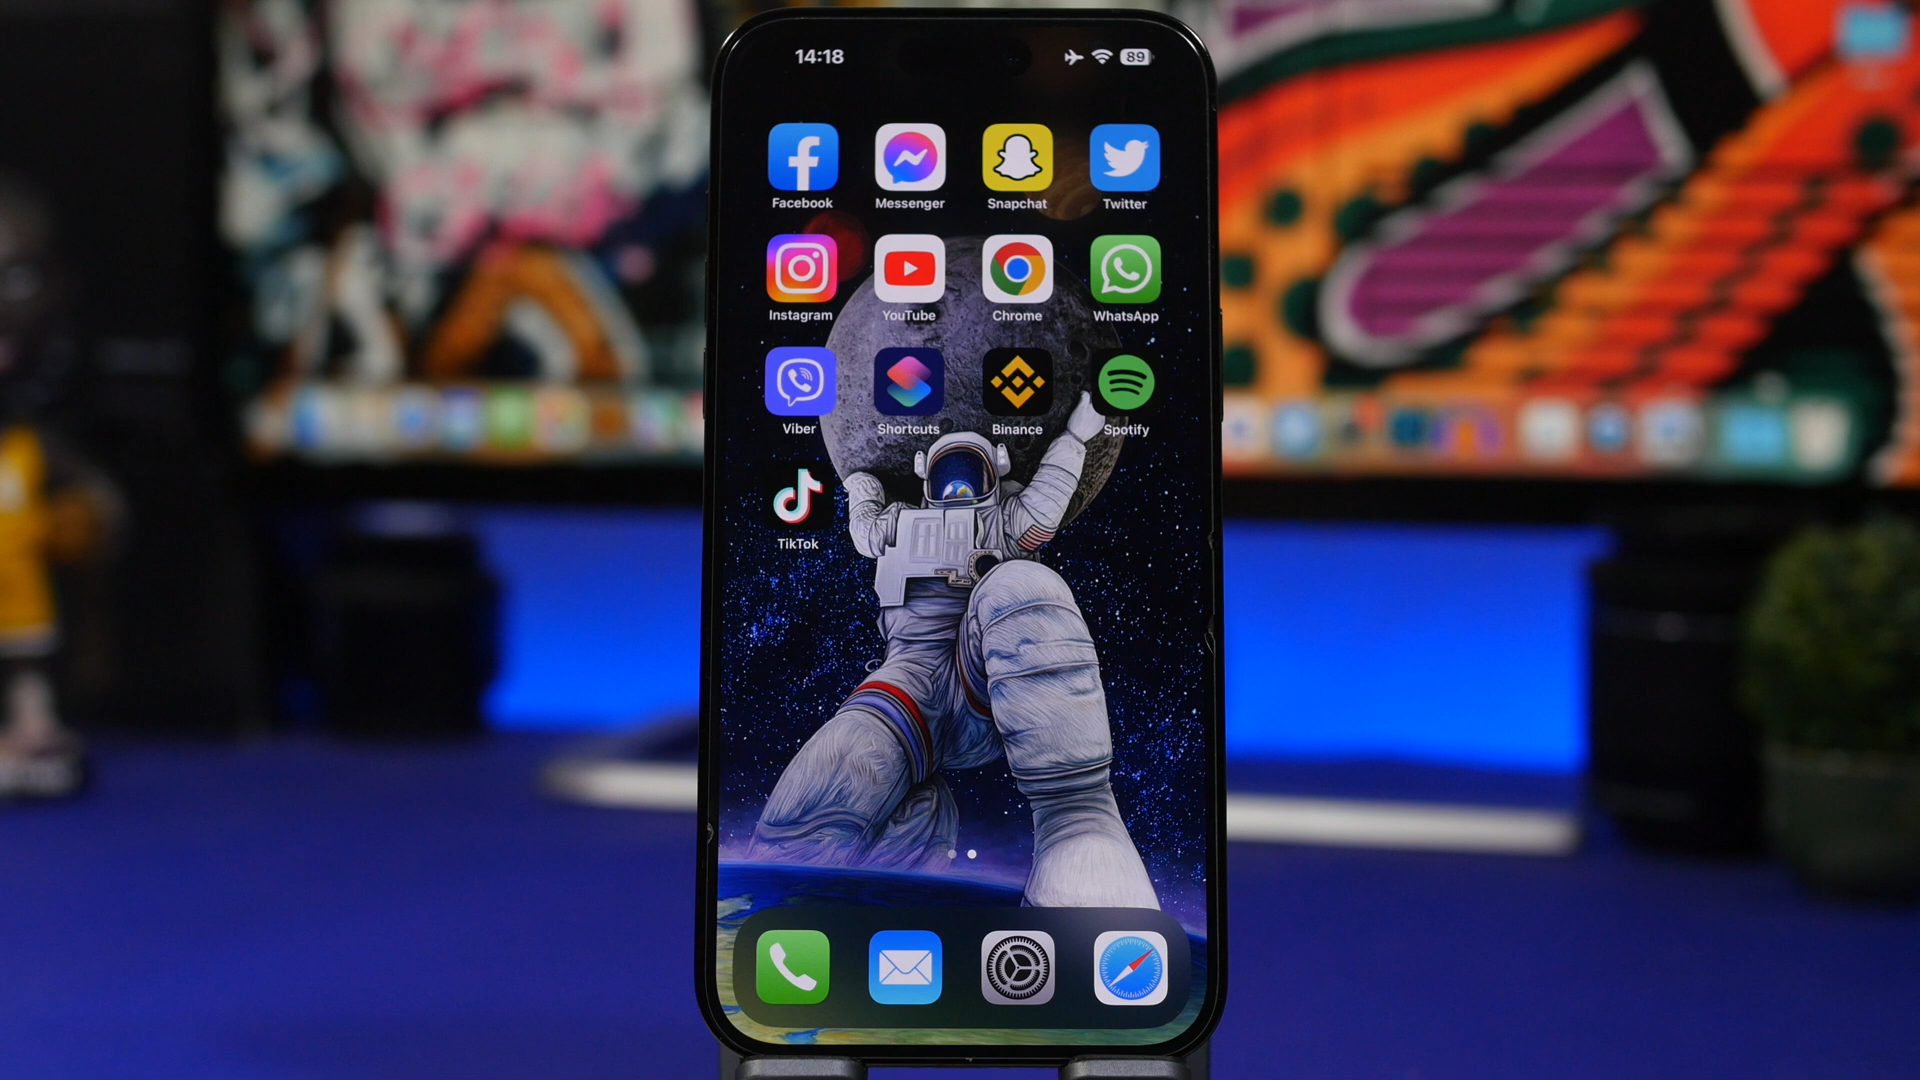 14:18 89
Facebook Messenger Snapchat Twitter
Instagram YouTube Chrome WhatsApp
Viber Shortcuts Binance Spotify
TikTok